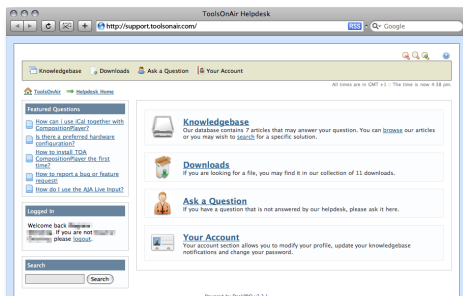 ToolsOnAir Helpdesk
http://support.toolsonair.com/
RSS
Google
Knowledgebase
Downloads
Ask a Question
Your Account
All times are in GMT +1 :: The time is now 4:38 pm.
ToolsOnAir
Helpdesk Home
Featured Questions
How can i use iCal together with
CompositionPlayer?
Is there a preferred hardware
configuration?
How to install TOA
CompositionPlayer the first
time?
How to report a bug or feature
request!
How do I use the AJA Live Input?
Logged In
Welcome back
. If you are not
, please logout.
Search
Search
Knowledgebase
Our database contains 7 articles that may answer your question. You can browse our articles
or you may wish to search for a specific solution.
Downloads
If you are looking for a file, you may find it in our collection of 11 downloads.
Ask a Question
If you have a question that is not answered by our helpdesk, please ask it here.
Your Account
Your account section allows you to modify your profile, update your knowledgebase
notifications and change your password.